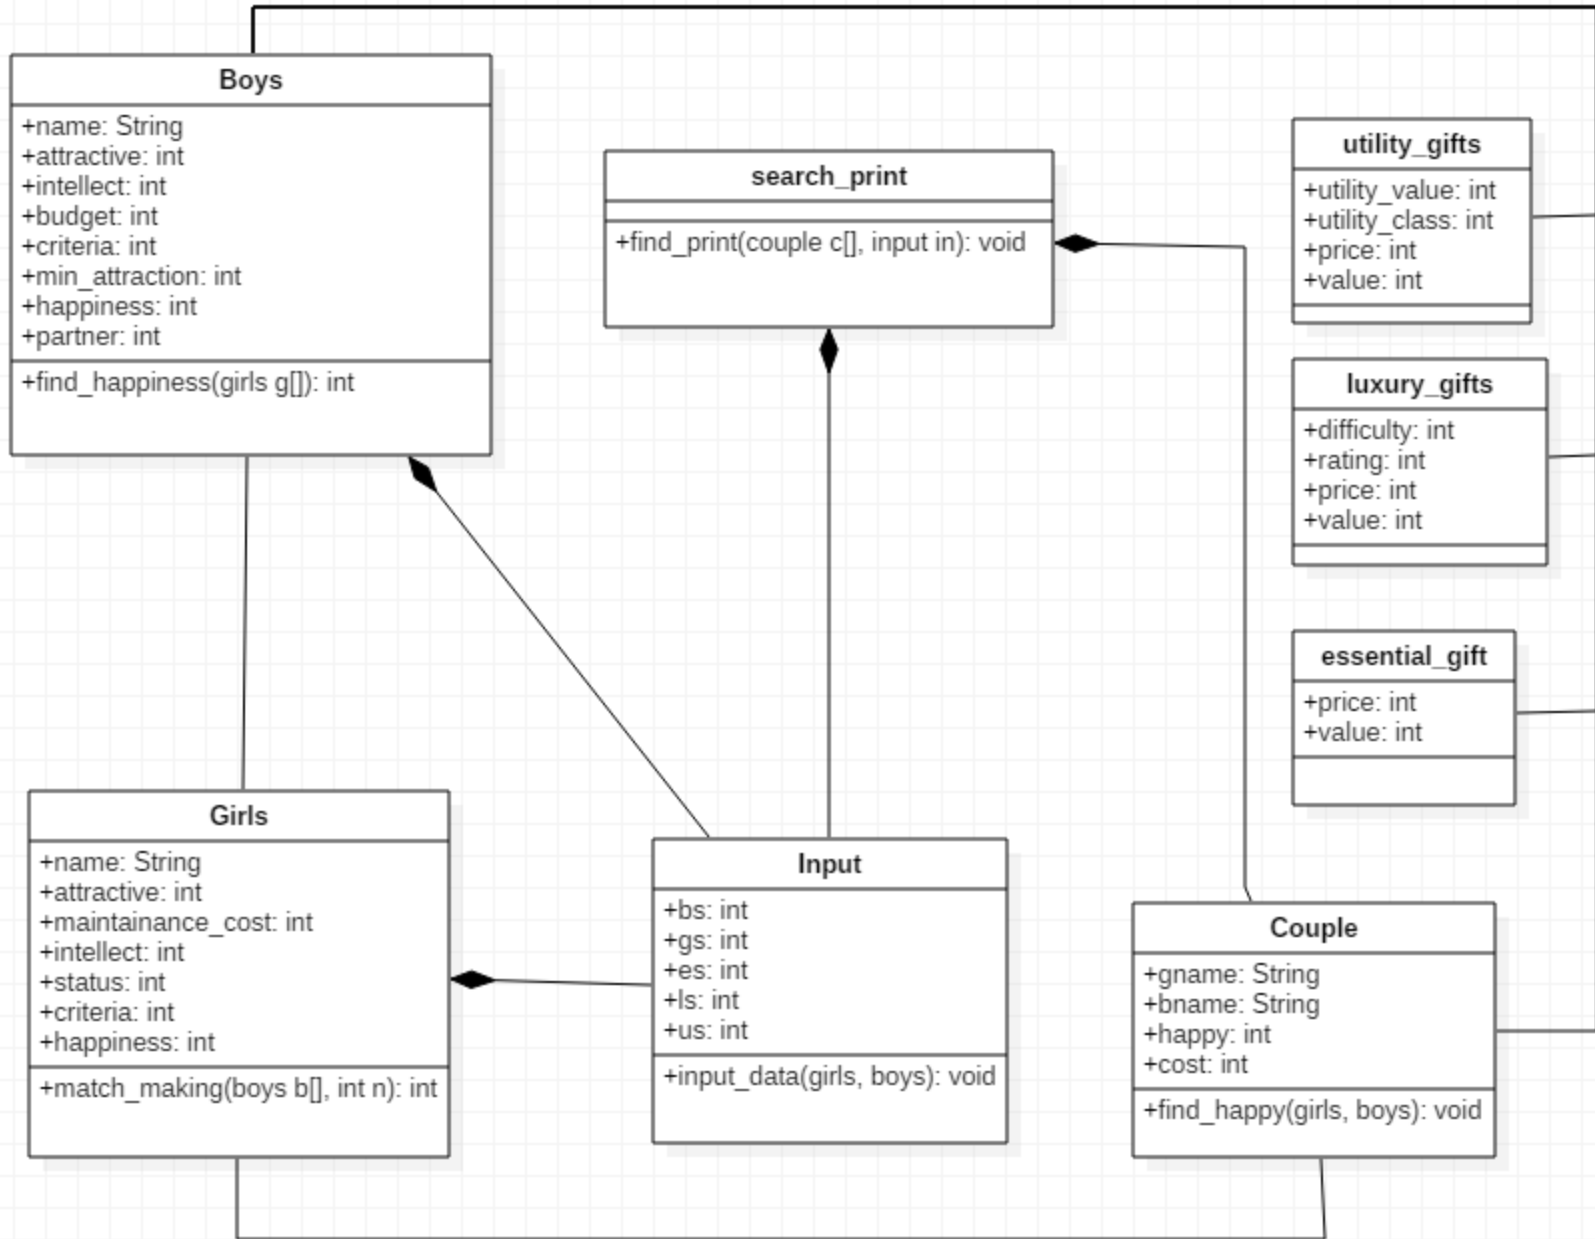 Boys
+name: String
+attractive: int
+intellect: int
+budget: int
+criteria: int
+min_attraction: int
+happiness: int
+partner: int
+find_happiness(girls g[]): int
search_print
+find_print(couple c[], input in): void
utility_gifts
+utility_value: int
+utility_class: int
+price: int
+value: int
luxury_gifts
+difficulty: int
+rating: int
+price: int
+value: int
essential_gift
+price: int
+value: int
Girls
+name: String
+attractive: int
+maintainance_cost: int
+intellect: int
+status: int
+criteria: int
+happiness: int
+match_making(boys b[], int n): int
Input
+bs: int
+gs: int
+es: int
+ls: int
+us: int
+input_data(girls, boys): void
Couple
+gname: String
+bname: String
+happy: int
+cost: int
+find_happy(girls, boys): void